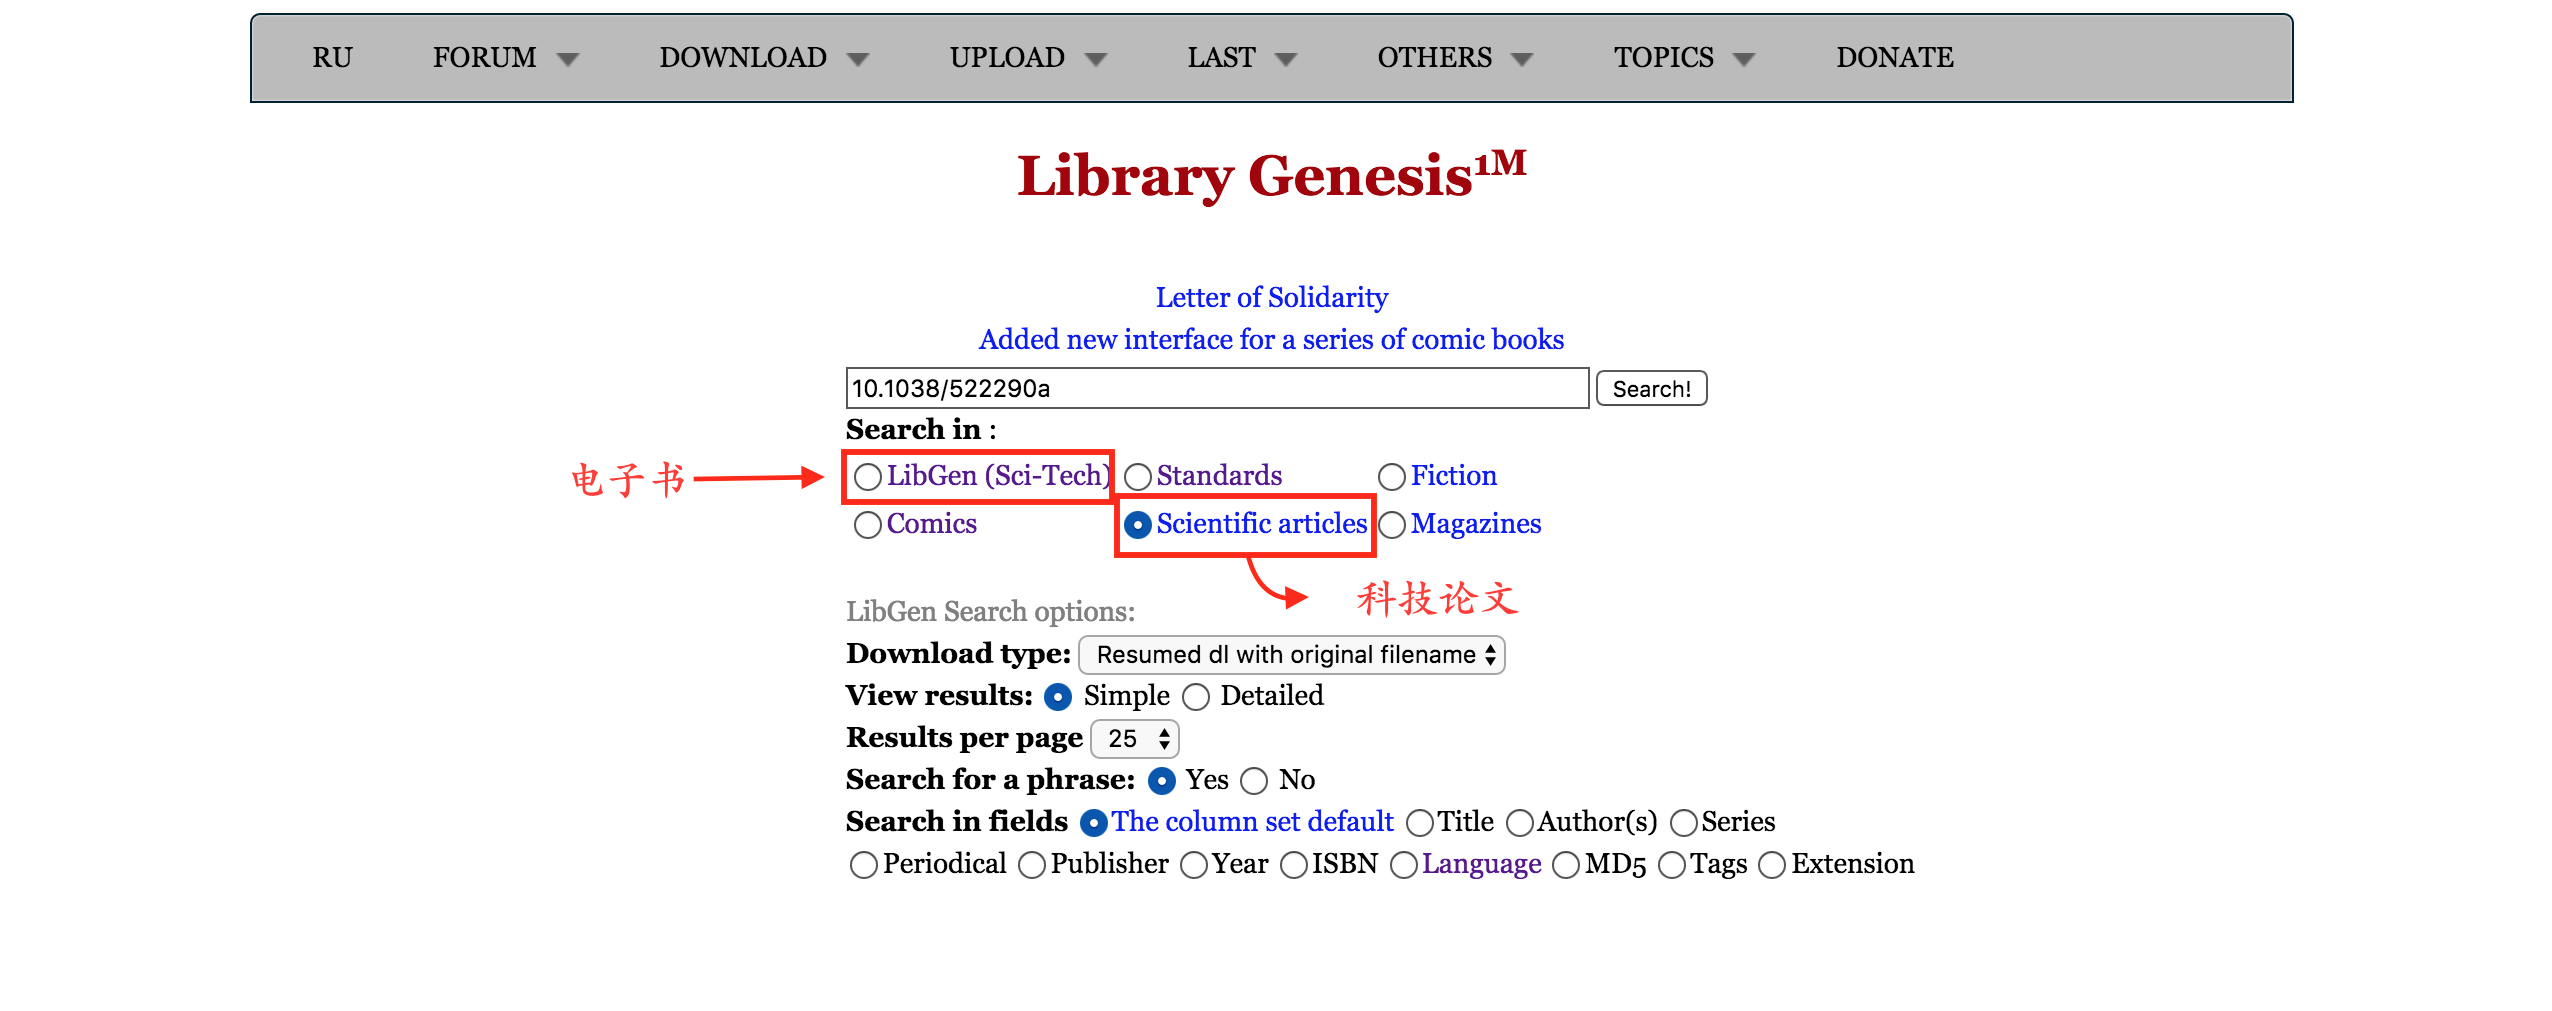 RU FORUM DOWNLOAD UPLOAD LAST OTHERS TOPICS DONATE
Library Genesis1M
Letter of Solidarity
Added new interface for a series of comic books
10.1038/522290a Search!
Search in :
电子书 LibGen (Sci-Tech) Standards Fiction
Comics Scientific articles Magazines
科技论文
LibGen Search options:
Download type: Resumed dl with original filename
View results: Simple Detailed
Results per page 25
Search for a phrase: Yes No
Search in fields The column set default Title Author(s) Series
Periodical Publisher Year ISBN Language MD5 Tags Extension